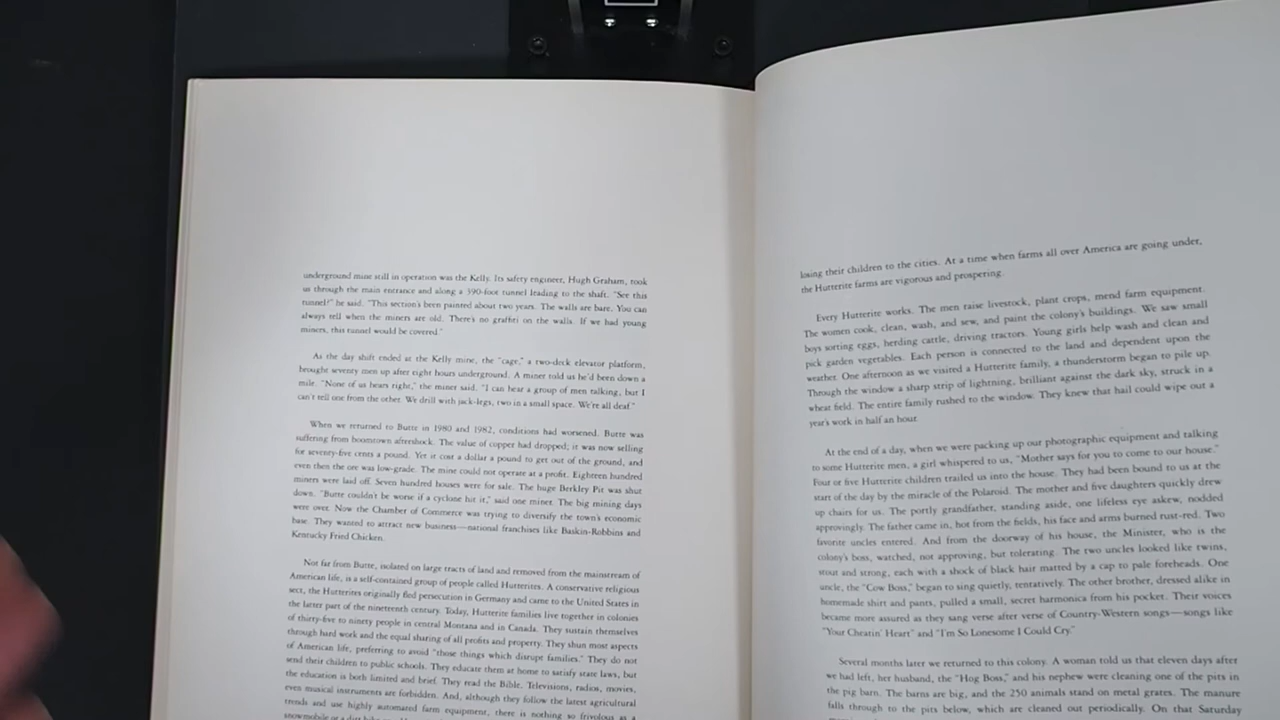 underground mine still in operation was the Kelly. Its safety engineer, Hugh Graham, took
us through the main entrance and along a 390-foot tunnel leading to the shaft. "See this
tunnel?" he said. "This section's been painted about two years. The walls are bare. You can
always tell when the miners are old. There's no graffiti on the walls. If we had young
miners, this tunnel would be covered."
As the day shift ended at the Kelly mine, the "cage," a two-deck elevator platform,
brought seventy men up after eight hours underground. A miner told us he'd been down a
mile. "None of us hears right," the miner said. "I can hear a group of men talking, but I
can't tell one from the other. We drill with jack-legs, two in a small space. We're all deaf."
When we returned to Butte in 1980 and 1982, conditions had worsened. Butte was
suffering from boomtown aftershock. The value of copper had dropped; it was now selling
for seventy-five cents a pound. Yet it cost a dollar a pound to get out of the ground, and
even then the ore was low-grade. The mine could not operate at a profit. Eighteen hundred
miners were laid off. Seven hundred houses were for sale. The huge Berkley Pit was shut
down. "Butte couldn't be worse if a cyclone hit it," said one miner. The big mining days
were over. Now the Chamber of Commerce was trying to diversify the town's economic
base. They wanted to attract new business—national franchises like Baskin-Robbins and
Kentucky Fried Chicken.
Not far from Butte, isolated on large tracts of land and removed from the mainstream of
American life, is a self-contained group of people called Hutterites. A conservative religious
sect, the Hutterites originally fled persecution in Germany and came to the United States in
the latter part of the nineteenth century. Today, Hutterite families live together in colonies
of thirty-five to ninety people in central Montana and in Canada. They sustain themselves
through hard work and the equal sharing of all profits and property. They shun most aspects
of American life, preferring to avoid "those things which disrupt families." They do not
send their children to public schools. They educate them at home to satisfy state laws, but
the education is both limited and brief. They read the Bible. Televisions, radios, movies,
even musical instruments are forbidden. And, although they follow the latest agricultural
trends and use highly automated farm equipment, there is nothing so frivolous as a
snowmobile or a dirt bike
losing their children to the cities. At a time when farms all over America are going under,
the Hutterite farms are vigorous and prospering.
Every Hutterite works. The men raise livestock, plant crops, mend farm equipment.
The women cook, clean, wash, and sew, and paint the colony's buildings. We saw small
boys sorting eggs, herding cattle, driving tractors. Young girls help wash and clean and
pick garden vegetables. Each person is connected to the land and dependent upon the
weather. One afternoon as we visited a Hutterite family, a thunderstorm began to pile up.
Through the window a sharp strip of lightning, brilliant against the dark sky, struck in a
wheat field. The entire family rushed to the window. They knew that hail could wipe out a
year's work in half an hour.
At the end of a day, when we were packing up our photographic equipment and talking
to some Hutterite men, a girl whispered to us, "Mother says for you to come to our house."
Four or five Hutterite children trailed us into the house. They had been bound to us at the
start of the day by the miracle of the Polaroid. The mother and five daughters quickly drew
up chairs for us. The portly grandfather, standing aside, one lifeless eye askew, nodded
approvingly. The father came in, hot from the fields, his face and arms burned rust-red. Two
favorite uncles entered. And from the doorway of his house, the Minister, who is the
colony's boss, watched, not approving, but tolerating. The two uncles looked like twins,
stout and strong, each with a shock of black hair matted by a cap to pale foreheads. One
uncle, the "Cow Boss," began to sing quietly, tentatively. The other brother, dressed alike in
homemade shirt and pants, pulled a small, secret harmonica from his pocket. Their voices
became more assured as they sang verse after verse of Country-Western songs—songs like
"Your Cheatin' Heart" and "I'm So Lonesome I Could Cry."
Several months later we returned to this colony. A woman told us that eleven days after
we had left, her husband, the "Hog Boss," and his nephew were cleaning one of the pits in
the pig barn. The barns are big, and the 250 animals stand on metal grates. The manure
falls through to the pits below, which are cleaned out periodically. On that Saturday